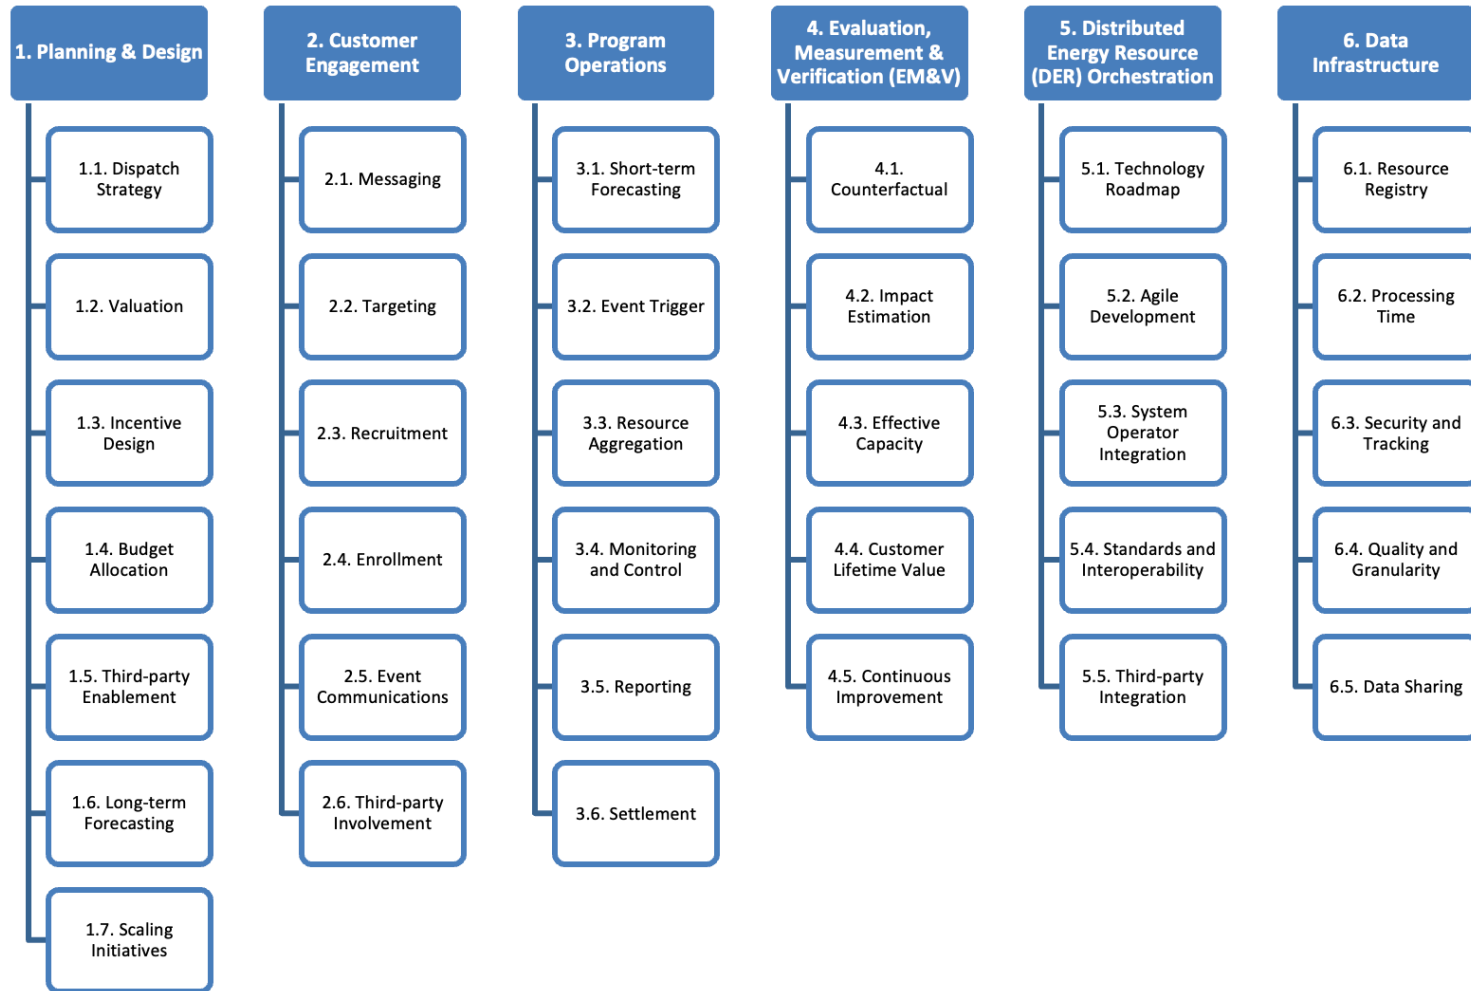 1. Planning & Design
1.1. Dispatch
Strategy
1.2. Valuation
1.3. Incentive
Design
1.4. Budget
Allocation
1.5. Third-party
Enablement
1.6. Long-term
Forecasting
1.7. Scaling
Initiatives
2. Customer
Engagement
2.1. Messaging
2.2. Targeting
2.3. Recruitment
2.4. Enrollment
2.5. Event
Communications
2.6. Third-party
Involvement
3. Program
Operations
3.1. Short-term
Forecasting
3.2. Event Trigger
3.3. Resource
Aggregation
3.4. Monitoring
and Control
3.5. Reporting
3.6. Settlement
4. Evaluation,
Measurement &
Verification (EM&V)
4.1.
Counterfactual
4.2. Impact
Estimation
4.3. Effective
Capacity
4.4. Customer
Lifetime Value
4.5. Continuous
Improvement
5. Distributed
Energy Resource
(DER) Orchestration
5.1. Technology
Roadmap
5.2. Agile
Development
5.3. System
Operator
Integration
5.4. Standards and
Interoperability
5.5. Third-party
Integration
6. Data
Infrastructure
6.1. Resource
Registry
6.2. Processing
Time
6.3. Security and
Tracking
6.4. Quality and
Granularity
6.5. Data Sharing